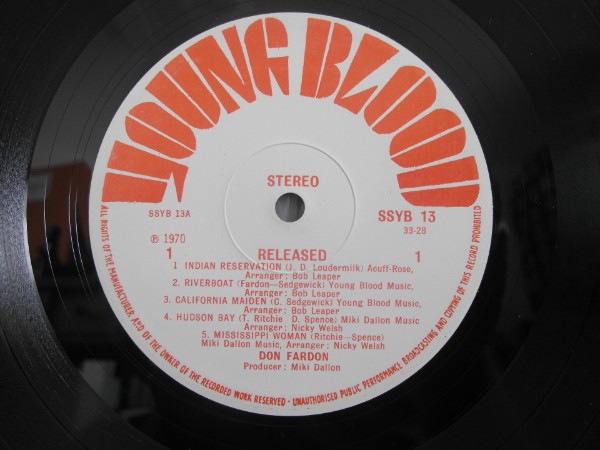 YOUNG BLOOD
STEREO
SSYB 13A
SSYB 13
33-28
℗ 1970
1
RELEASED
1
1 INDIAN RESERVATION (J. D. Loudermilk) Acuff-Rose,
Arranger: Bob Leaper
2. RIVERBOAT (Fardon—Sedgewick) Young Blood Music,
Arranger: Bob Leaper
3. CALIFORNIA MAIDEN (C. Sedgewick) Young Blood Music,
Arranger: Bob Leaper
4. HUDSON BAY (T. Ritchie D. Spence; Miki Dallon Music,
Arranger: Nicky Welsh
5. MISSISSIPPI WOMAN (Ritchie—Spence)
Miki Dallon Music, Arranger: Nicky Welsh
DON FARDON
Producer: Miki Dallon
ALL RIGHTS OF THE MANUFACTURER AND OF THE OWNER OF THE RECORDED WORK RESERVED - UNAUTHORISED PUBLIC PERFORMANCE BROADCASTING AND COPYING OF THIS RECORD PROHIBITED